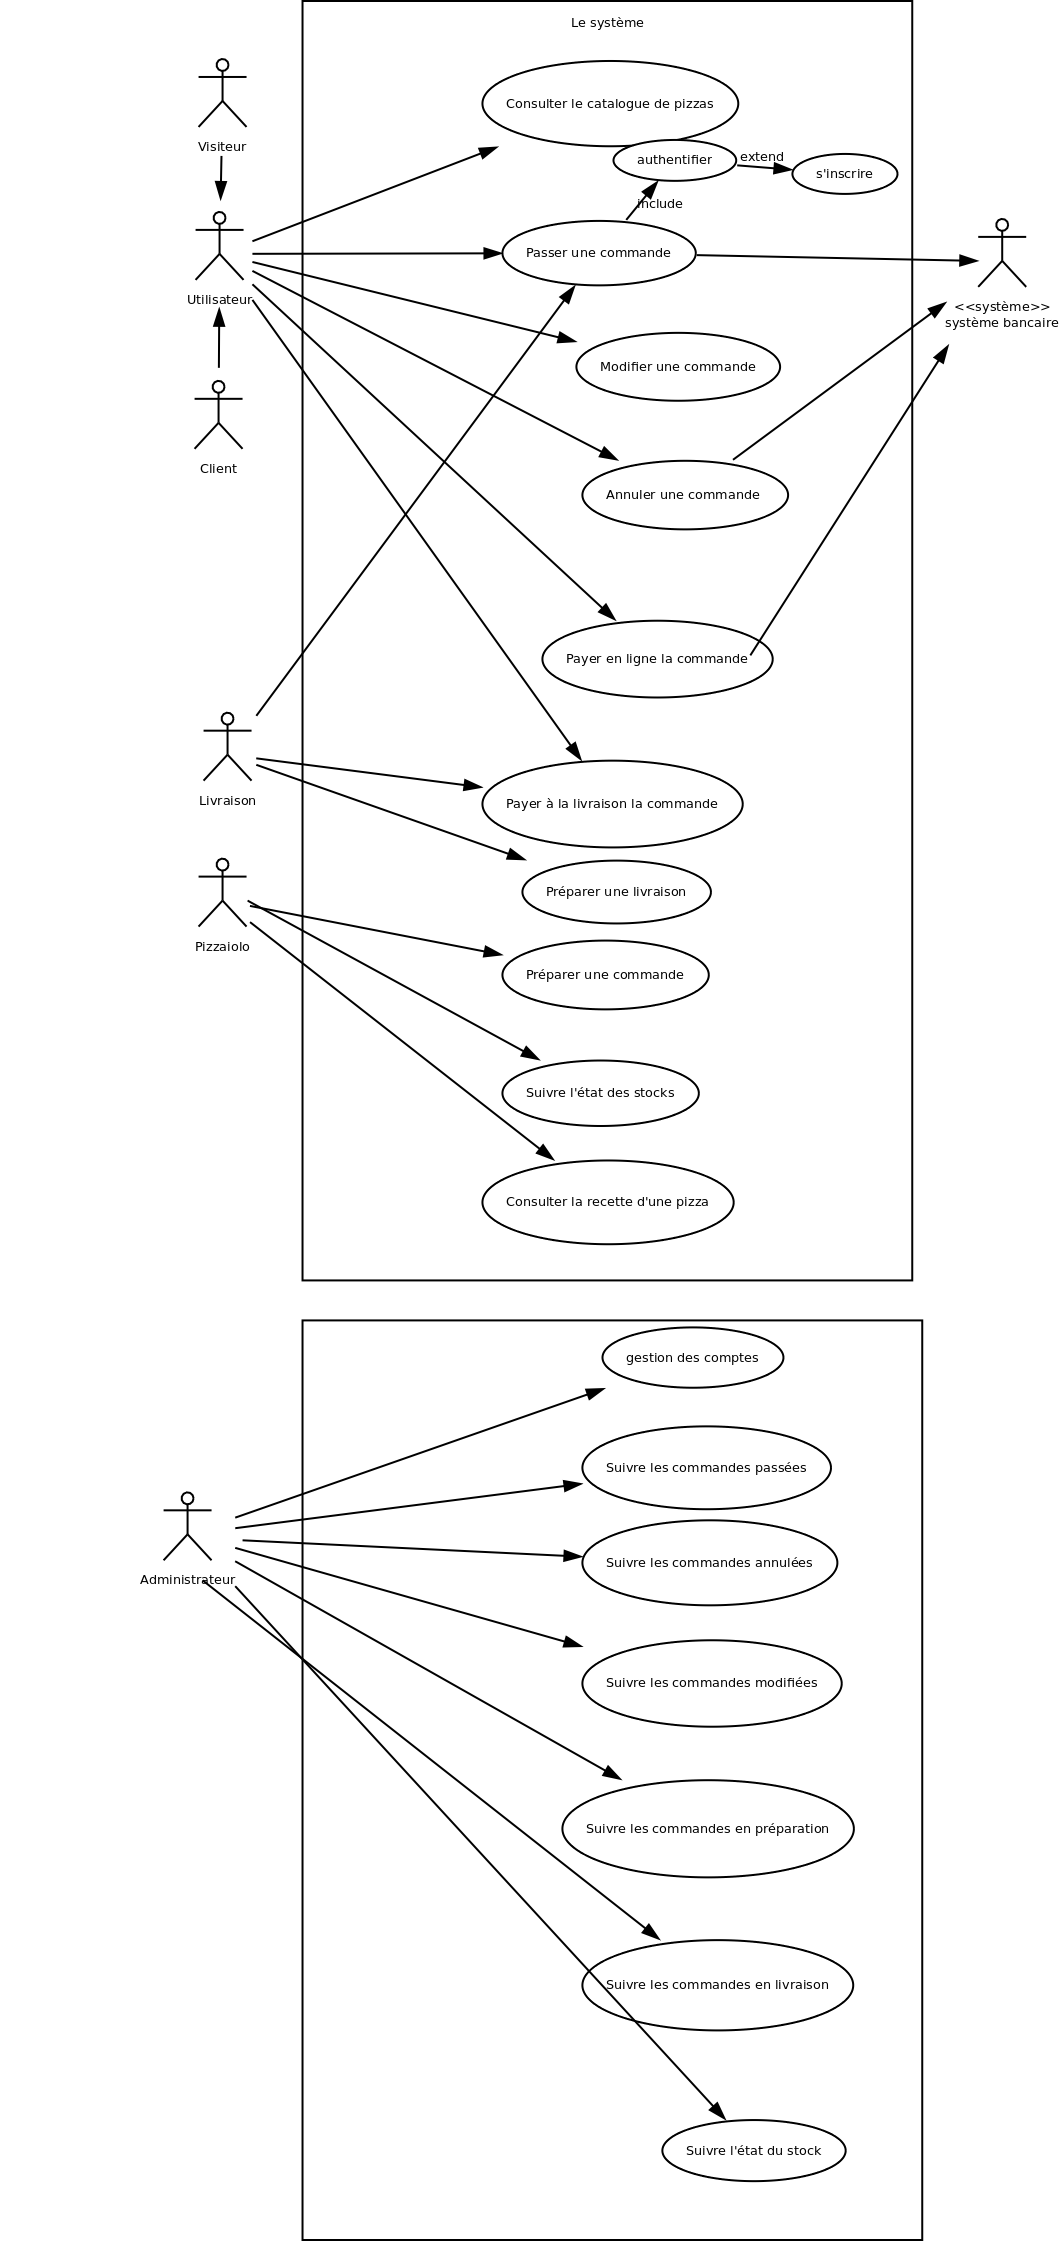 Le système
Visiteur
Consulter le catalogue de pizzas
authentifier
extend
s'inscrire
include
Utilisateur
Passer une commande
<<système>>
système bancaire
Modifier une commande
Client
Annuler une commande
Payer en ligne la commande
Livraison
Payer à la livraison la commande
Préparer une livraison
Pizzaiolo
Préparer une commande
Suivre l'état des stocks
Consulter la recette d'une pizza
gestion des comptes
Suivre les commandes passées
Suivre les commandes annulées
Administrateur
Suivre les commandes modifiées
Suivre les commandes en préparation
Suivre les commandes en livraison
Suivre l'état du stock